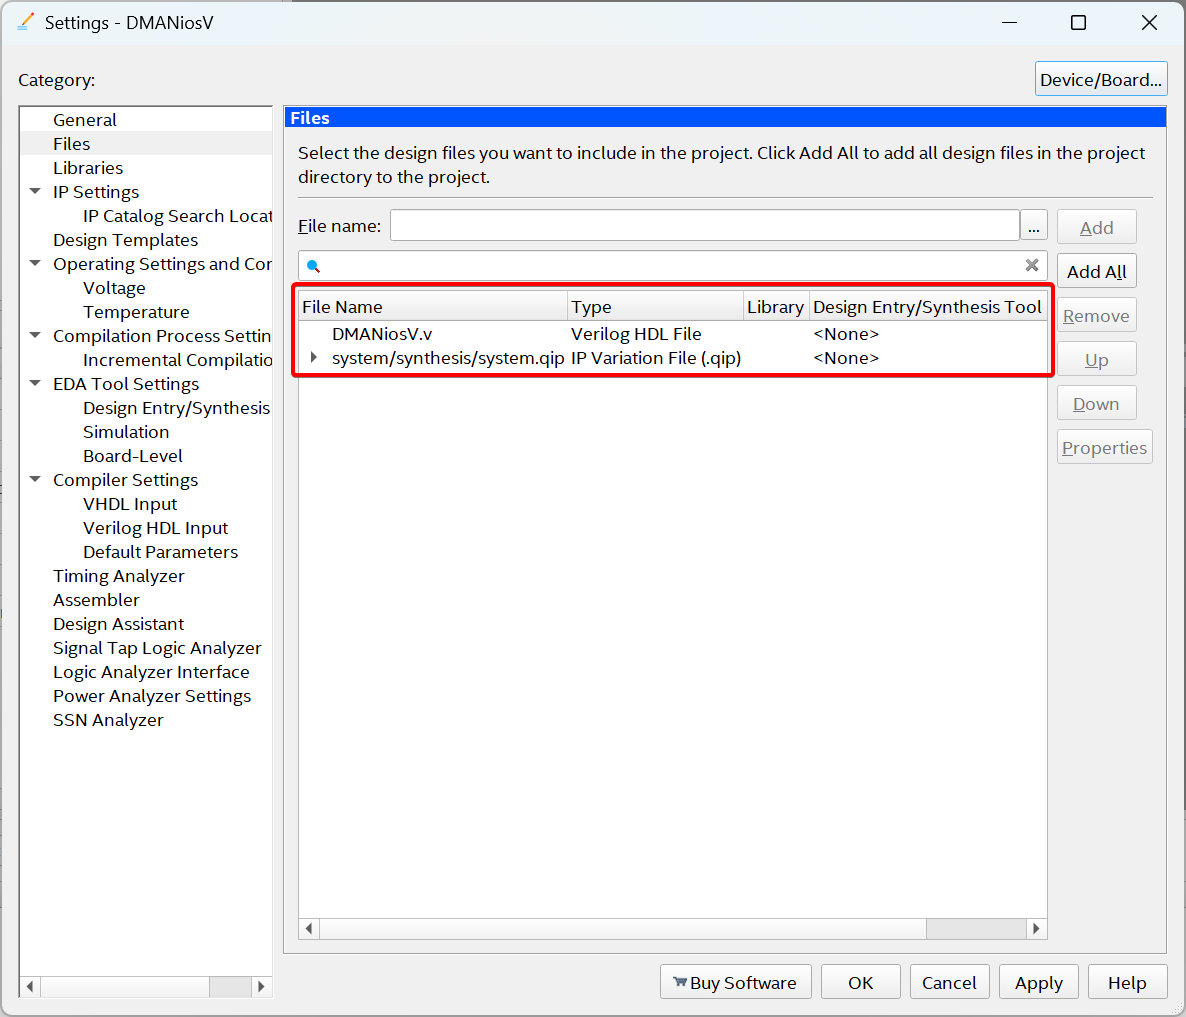 Settings - DMANiosV
Category:
Device/Board...
General
Files
Libraries
IP Settings
IP Catalog Search Locat
Design Templates
Operating Settings and Cor
Voltage
Temperature
Compilation Process Settin
Incremental Compilatio
EDA Tool Settings
Design Entry/Synthesis
Simulation
Board-Level
Compiler Settings
VHDL Input
Verilog HDL Input
Default Parameters
Timing Analyzer
Assembler
Design Assistant
Signal Tap Logic Analyzer
Logic Analyzer Interface
Power Analyzer Settings
SSN Analyzer
Files
Select the design files you want to include in the project. Click Add All to add all design files in the project
directory to the project.
File name:
...
Add
Add All
Remove
Up
Down
Properties
File Name Type Library Design Entry/Synthesis Tool
DMANiosV.v Verilog HDL File <None>
system/synthesis/system.qip IP Variation File (.qip) <None>
Buy Software
OK
Cancel
Apply
Help